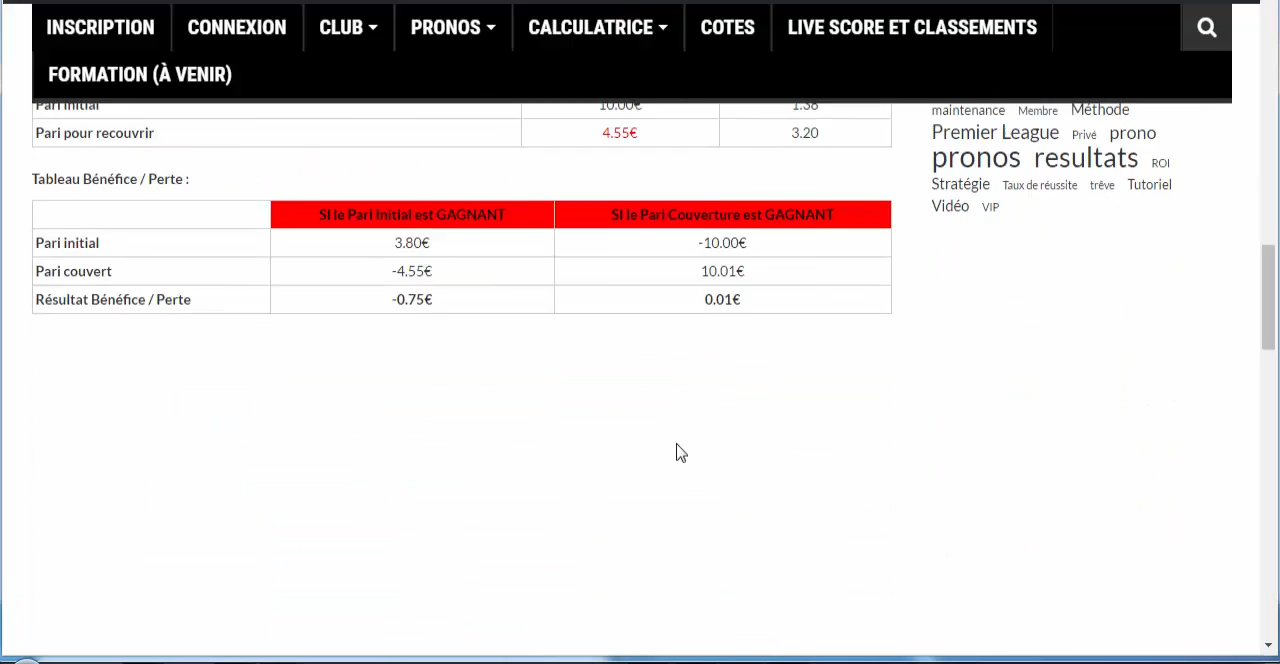 INSCRIPTION CONNEXION CLUB PRONOS CALCULATRICE COTES LIVE SCORE ET CLASSEMENTS
FORMATION (À VENIR)
Pari initial 10.00€ 1.38
Pari pour recouvrir 4.55€ 3.20
Tableau Bénéfice / Perte :
SI le Pari Initial est GAGNANT SI le Pari Couverture est GAGNANT
Pari initial 3.80€ -10.00€
Pari couvert -4.55€ 10.01€
Résultat Bénéfice / Perte -0.75€ 0.01€
maintenance Membre Méthode
Premier League Privé prono
pronos resultats ROI
Stratégie Taux de réussite trêve Tutoriel
Vidéo VIP